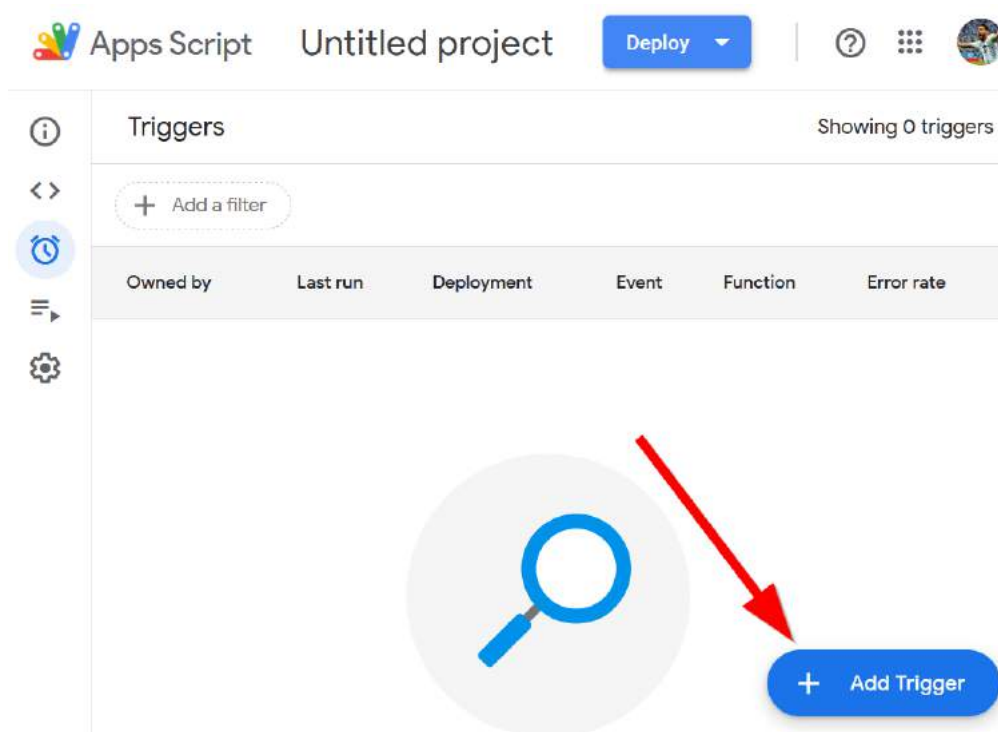 Apps Script Untitled project Deploy
Triggers Showing 0 triggers
+ Add a filter
Owned by Last run Deployment Event Function Error rate
+ Add Trigger